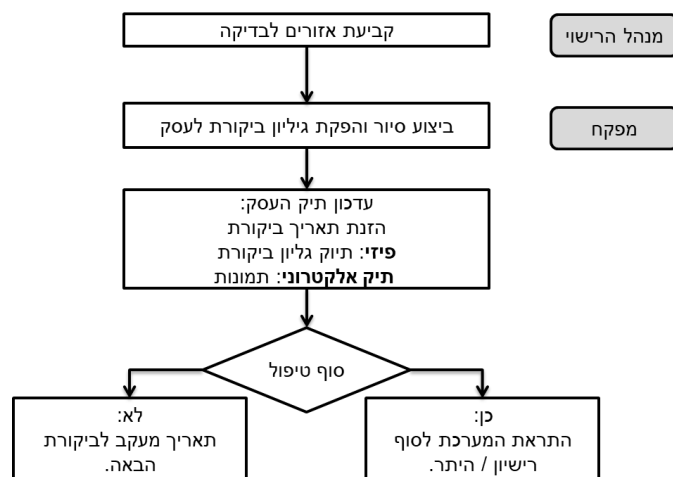 קביעת אזורים לבדיקה
מנהל הרישוי
ביצוע סיור והפקת גיליון ביקורת לעסק
מפקח
עדכון תיק העסק:
הזנת תאריך ביקורת
פיזי: תיוק גליון ביקורת
תיק אלקטרוני: תמונות
סוף טיפול
כן:
התראת המערכת לסוף
רישיון / היתר.
לא:
תאריך מעקב לביקורת
הבאה.